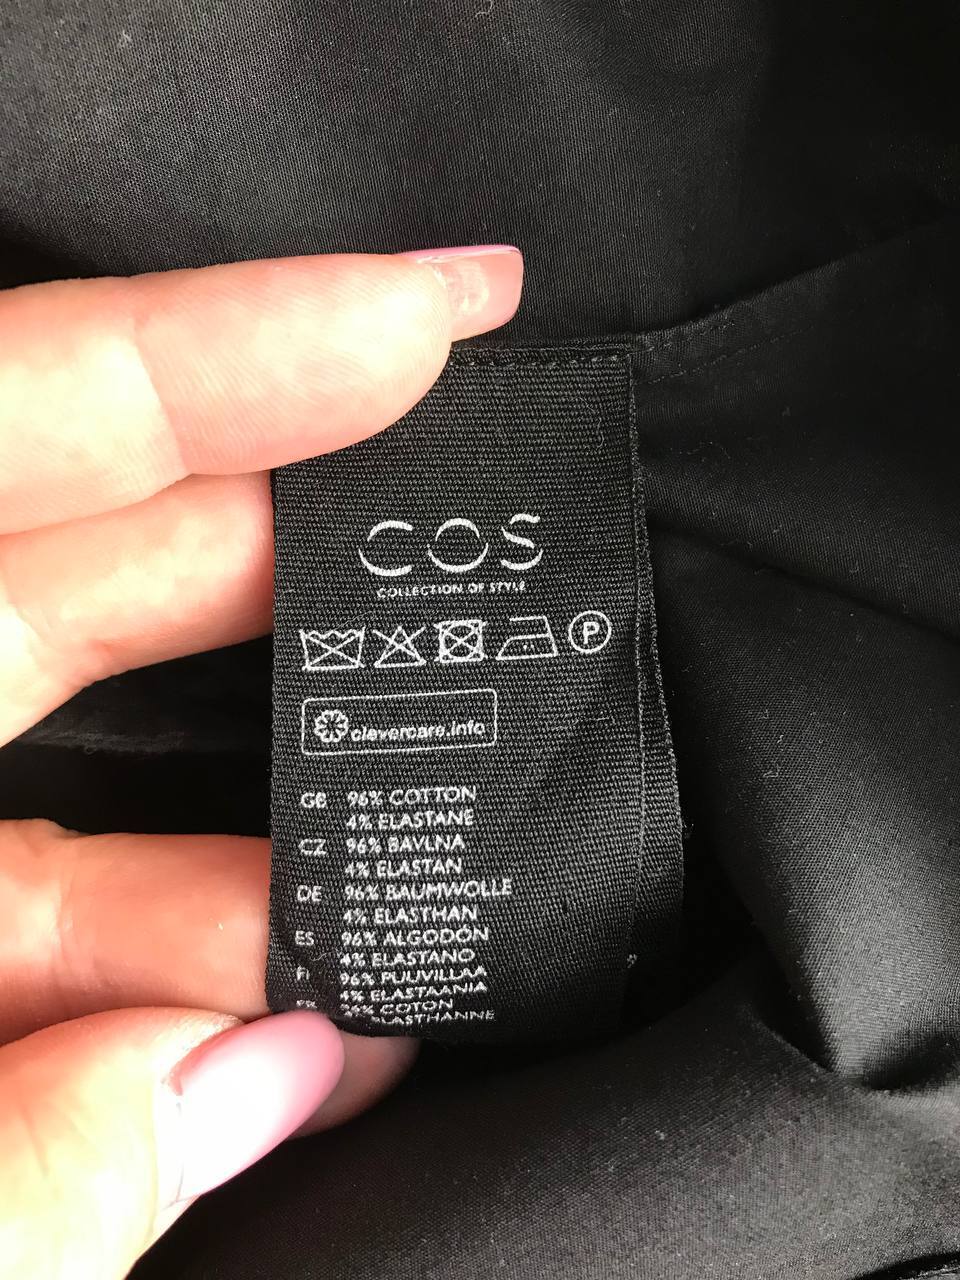 COS
COLLECTION OF STYLE
P
clevercare.info
GB 96% COTTON
4% ELASTANE
CZ 96% BAVLNA
4% ELASTAN
DE 96% BAUMWOLLE
4% ELASTHAN
ES 96% ALGODÓN
4% ELASTANO
FI 96% PUUVILLAA
4% ELASTAANIA
COTON